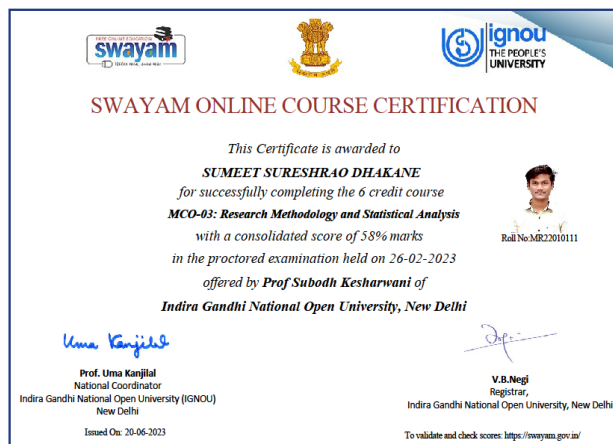 FREE ONLINE EDUCATION
swayam
ignou
THE PEOPLE'S
UNIVERSITY
SWAYAM ONLINE COURSE CERTIFICATION
This Certificate is awarded to
SUMEET SURESHRAO DHAKANE
for successfully completing the 6 credit course
MCO-03: Research Methodology and Statistical Analysis
with a consolidated score of 58% marks
Roll No:MR22010111
in the proctored examination held on 26-02-2023
offered by Prof Subodh Kesharwani of
Indira Gandhi National Open University, New Delhi
Uma Kanjilal
Prof. Uma Kanjilal
National Coordinator
Indira Gandhi National Open University (IGNOU)
New Delhi
Issued On: 20-06-2023
V.B.Negi
Registrar,
Indira Gandhi National Open University, New Delhi
To validate and check scores: https://swayam.gov.in/